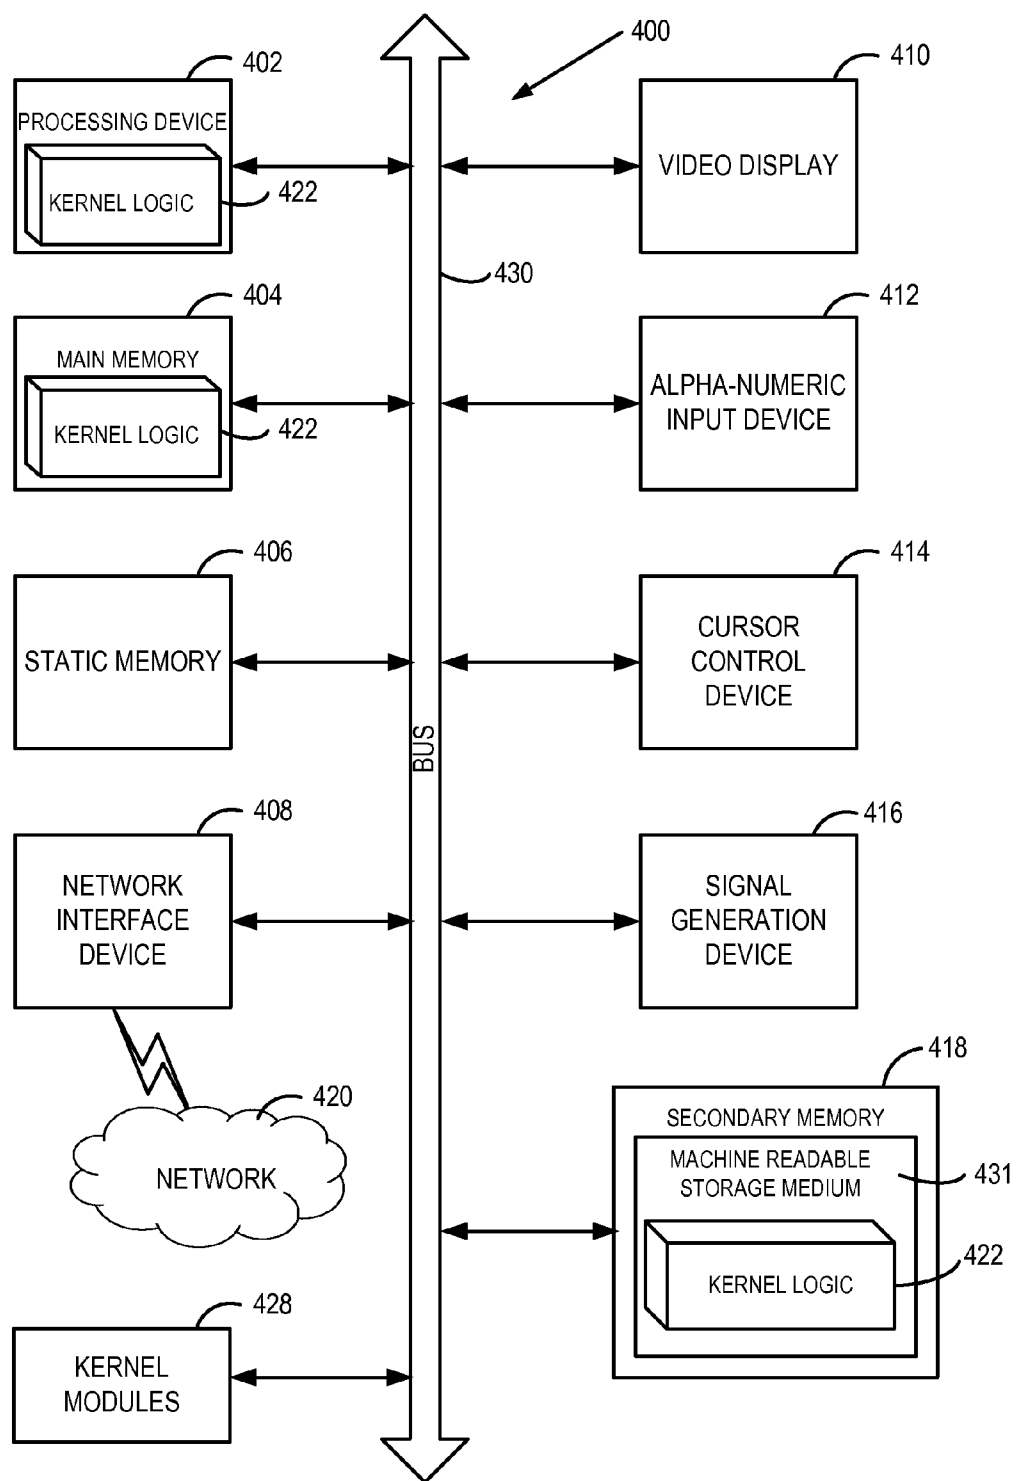 400
402
PROCESSING DEVICE
KERNEL LOGIC
422
404
MAIN MEMORY
KERNEL LOGIC
422
406
STATIC MEMORY
408
NETWORK
INTERFACE
DEVICE
420
NETWORK
428
KERNEL
MODULES
430
BUS
410
VIDEO DISPLAY
412
ALPHA-NUMERIC
INPUT DEVICE
414
CURSOR
CONTROL
DEVICE
416
SIGNAL
GENERATION
DEVICE
418
SECONDARY MEMORY
MACHINE READABLE
STORAGE MEDIUM
431
KERNEL LOGIC
422